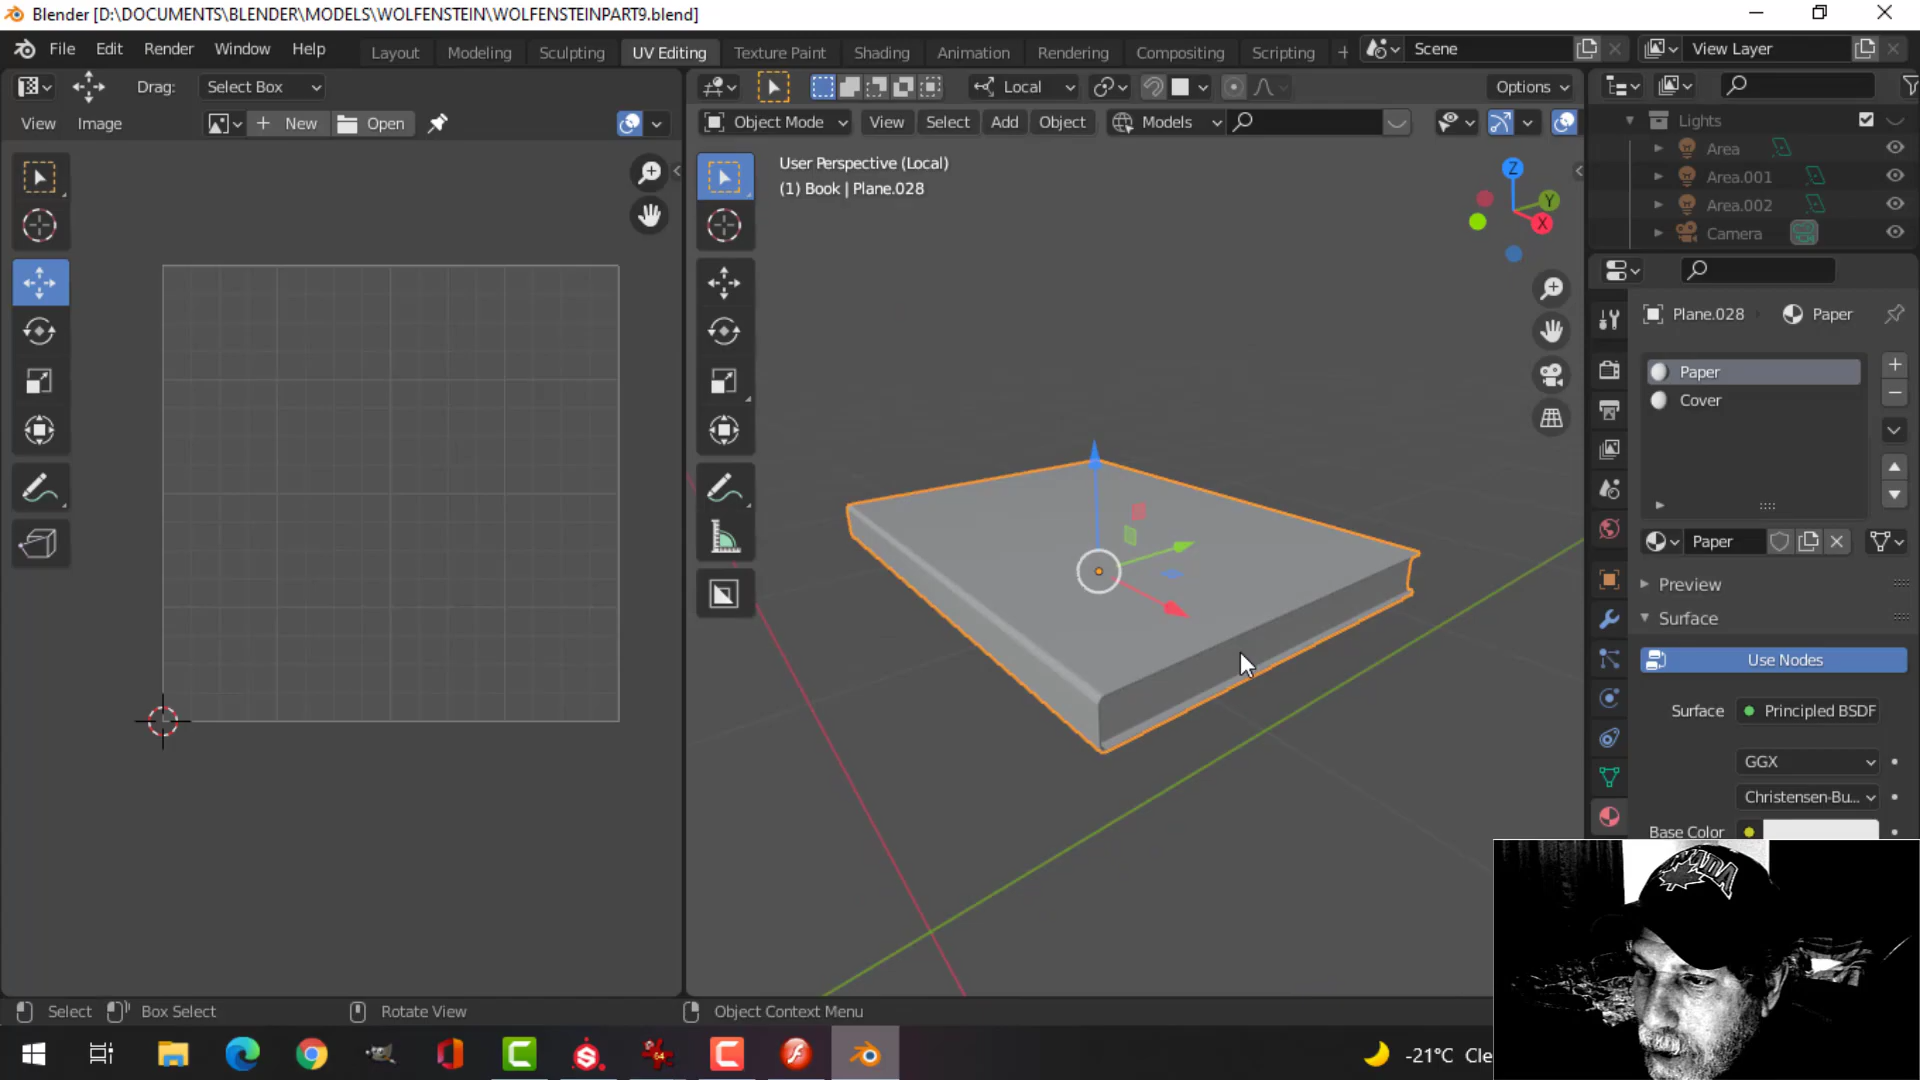 Blender [D:\DOCUMENTS\BLENDER\MODELS\WOLFENSTEIN\WOLFENSTEINPART9.blend]
File Edit Render Window Help
Layout Modeling Sculpting UV Editing Texture Paint Shading Animation Rendering Compositing Scripting
Scene
View Layer
Drag: Select Box
Local
Options
View Image
New Open
Object Mode View Select Add Object
Models
Lights
Area
Area.001
Area.002
Camera
User Perspective (Local)
(1) Book | Plane.028
Z
Y
X
Plane.028 Paper
Paper
Cover
Paper
Preview
Surface
Use Nodes
Surface Principled BSDF
GGX
Christensen-Bu...
Base Color
Select Box Select Rotate View Object Context Menu
-21°C Cle